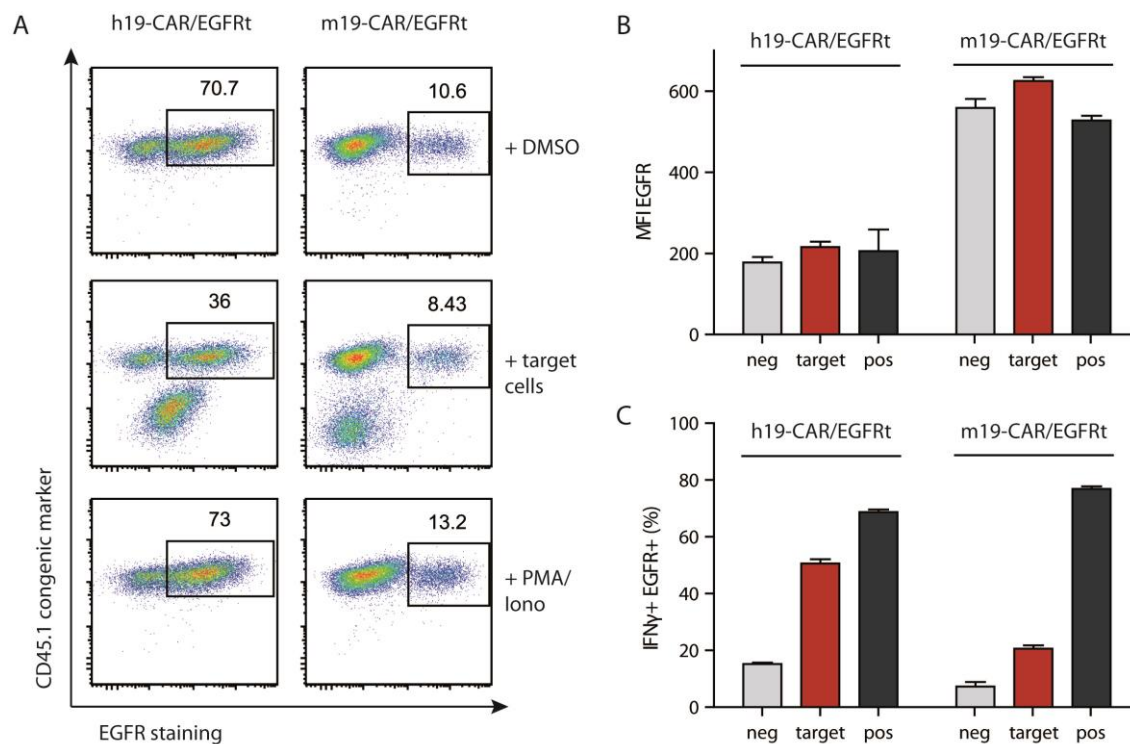 A
h19-CAR/EGFRt
m19-CAR/EGFRt
70.7
10.6
+ DMSO
36
8.43
+ target
cells
73
13.2
+ PMA/
Iono
CD45.1 congenic marker
EGFR staining
B
h19-CAR/EGFRt
m19-CAR/EGFRt
MFI EGFR
600
400
200
0
neg
target
pos
neg
target
pos
C
h19-CAR/EGFRt
m19-CAR/EGFRt
IFNγ+ EGFR+ (%)
100
80
60
40
20
0
neg
target
pos
neg
target
pos